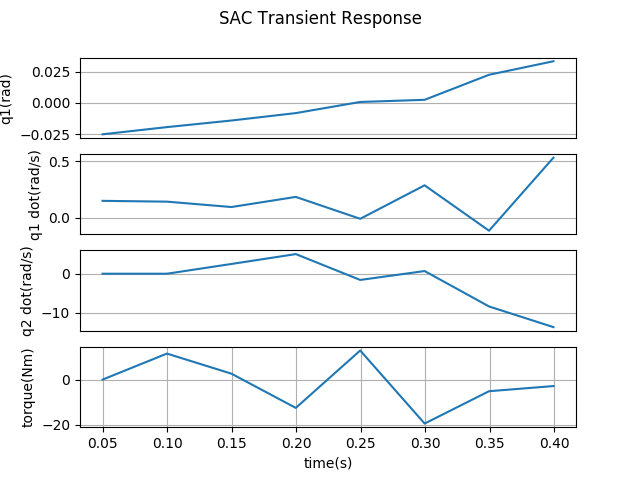 SAC Transient Response
q1(rad)
0.025
0.000
−0.025
q1 dot(rad/s)
0.5
0.0
q2 dot(rad/s)
0
−10
torque(Nm)
0
−20
0.05 0.10 0.15 0.20 0.25 0.30 0.35 0.40
time(s)